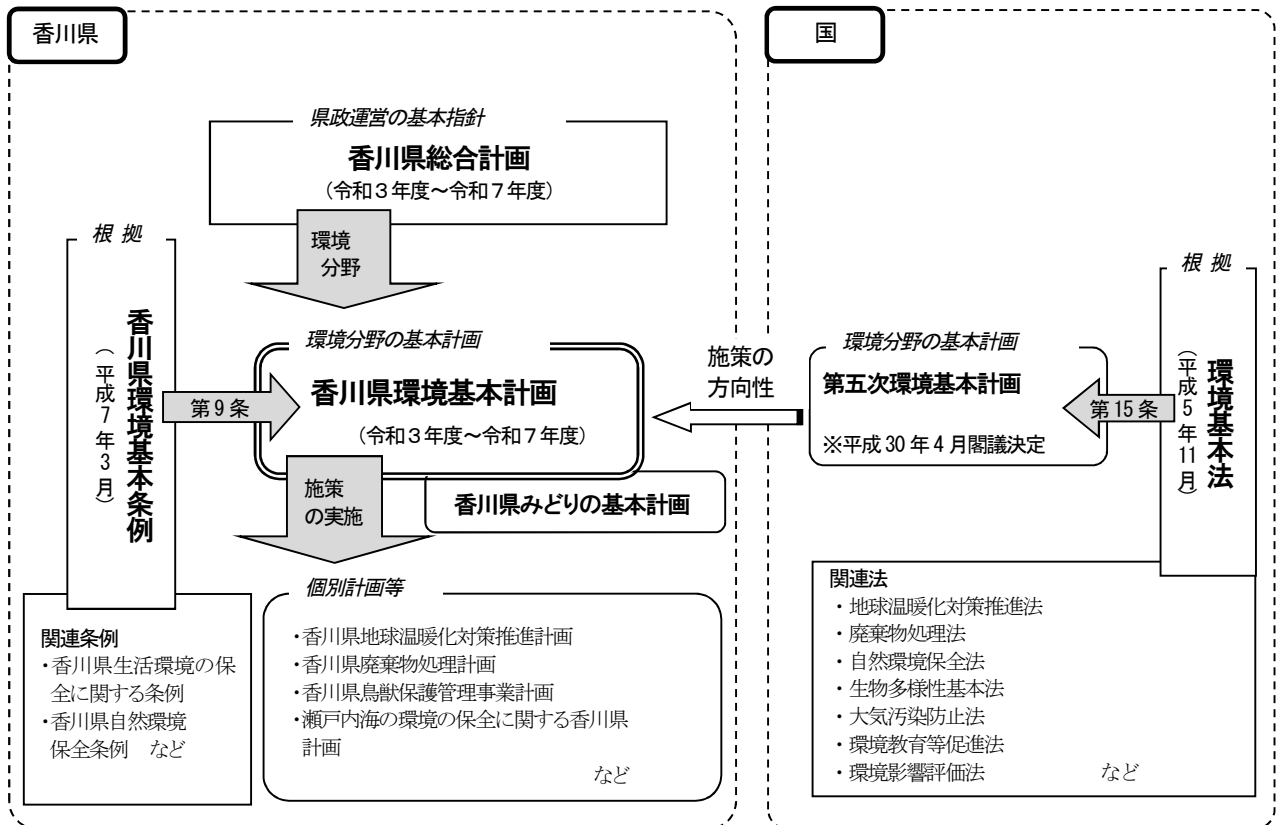 香川県
県政運営の基本指針
香川県総合計画
（令和３年度～令和７年度）
環境
分野
根 拠
香川県環境基本条例
（平成７年３月）
第９条
環境分野の基本計画
香川県環境基本計画
（令和３年度～令和７年度）
施策
の実施
香川県みどりの基本計画
関連条例
・香川県生活環境の保
全に関する条例
・香川県自然環境
保全条例　など
個別計画等
・香川県地球温暖化対策推進計画
・香川県廃棄物処理計画
・香川県鳥獣保護管理事業計画
・瀬戸内海の環境の保全に関する香川県
計画
など
施策の
方向性
国
環境分野の基本計画
第五次環境基本計画
※平成 30 年４月閣議決定
第 15 条
根 拠
環境基本法
（平成５年11月）
関連法
・地球温暖化対策推進法
・廃棄物処理法
・自然環境保全法
・生物多様性基本法
・大気汚染防止法
・環境教育等促進法
・環境影響評価法　など